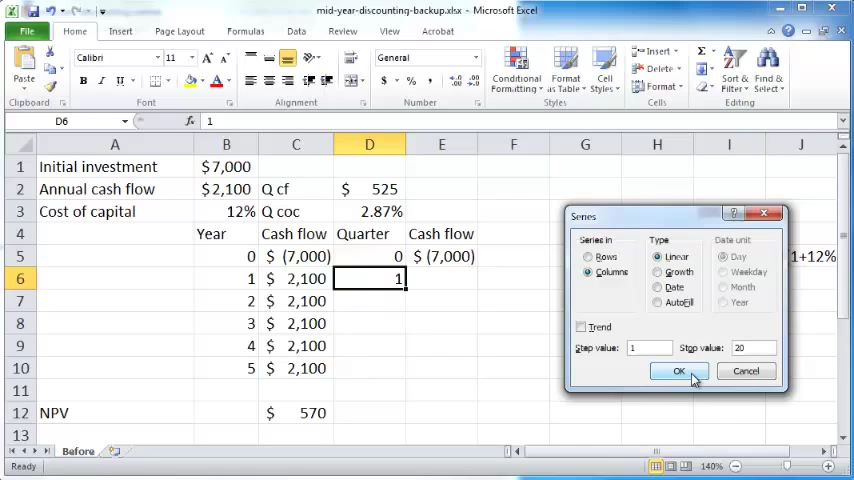 mid-year-discounting-backup.xlsx - Microsoft Excel
File Home Insert Page Layout Formulas Data Review View Acrobat
Calibri 11 General Insert Σ
Paste Conditional Formatting Format as Table Cell Styles Delete Sort & Filter Find & Select
B I U $ % , Format
Clipboard Font Alignment Number Styles Cells Editing
D6 fx 1
A B C D E F G H I J
1 Initial investment $7,000
2 Annual cash flow $2,100 Q cf $ 525
3 Cost of capital 12% Q coc 2.87%
4 Year Cash flow Quarter Cash flow
5 0 $ (7,000) 0 $ (7,000) 1+12%
6 1 $ 2,100 1
7 2 $ 2,100
8 3 $ 2,100
9 4 $ 2,100
10 5 $ 2,100
11
12 NPV $ 570
13
Series
Series in Type Date unit
Rows Linear Day
Columns Growth Weekday
Date Month
AutoFill Year
Trend
Step value: 1 Stop value: 20
OK Cancel
Before
Ready 140%